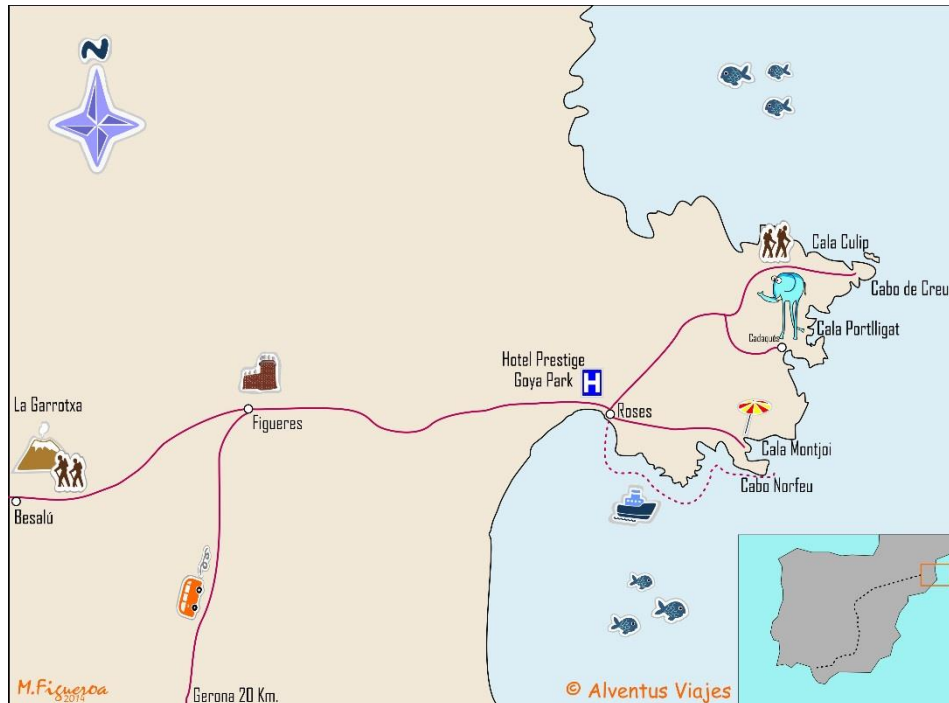 N
Cala Culip
Cabo de Creu
Cala Portlligat
Cadaqués
Hotel Prestige
Goya Park
H
La Garrotxa
Figueres
Roses
Cala Montjoi
Cabo Norfeu
Besalú
M.Figueroa
2014
Gerona 20 Km.
© Alventus Viajes